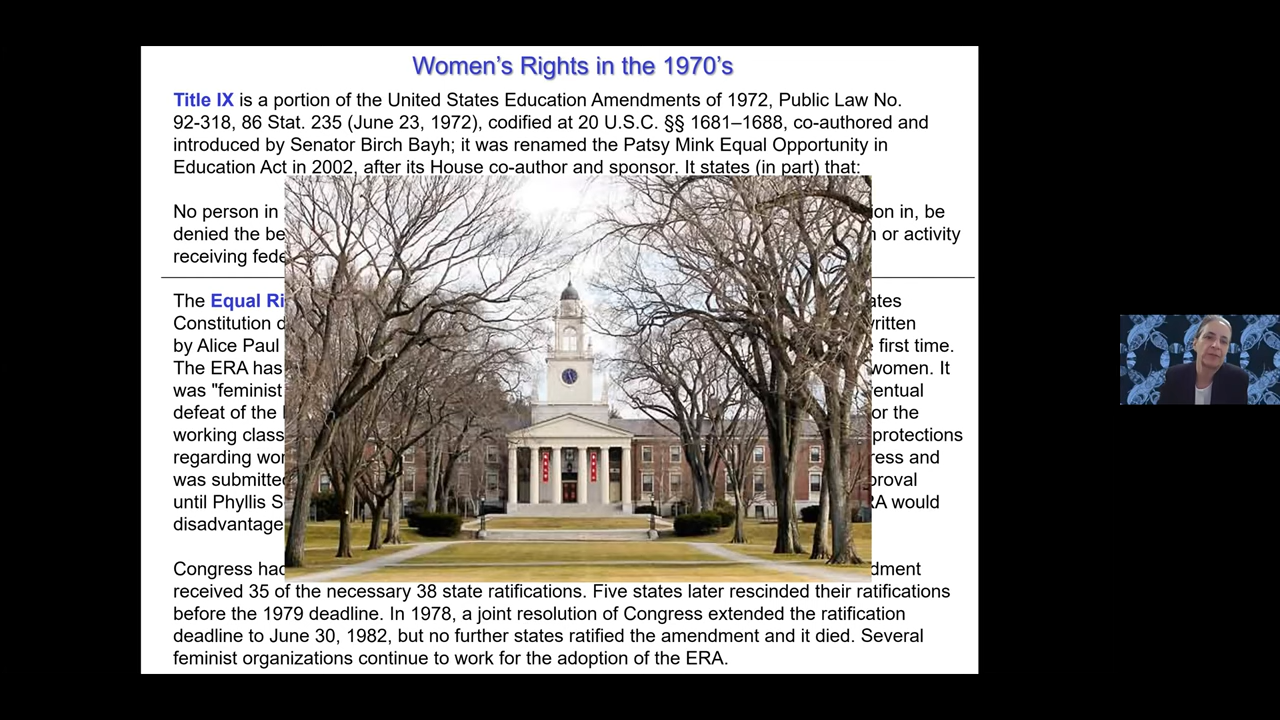 Women's Rights in the 1970's
Title IX is a portion of the United States Education Amendments of 1972, Public Law No.
92-318, 86 Stat. 235 (June 23, 1972), codified at 20 U.S.C. §§ 1681–1688, co-authored and
introduced by Senator Birch Bayh; it was renamed the Patsy Mink Equal Opportunity in
Education Act in 2002, after its House co-author and sponsor. It states (in part) that:
No person in ion in, be
denied the be or activity
receiving fede
The Equal Ri ates
Constitution d ritten
by Alice Paul first time.
The ERA has women. It
was "feminist entual
defeat of the or the
working class protections
regarding wor ress and
was submitted proval
until Phyllis S RA would
disadvantage
Congress had dment
received 35 of the necessary 38 state ratifications. Five states later rescinded their ratifications
before the 1979 deadline. In 1978, a joint resolution of Congress extended the ratification
deadline to June 30, 1982, but no further states ratified the amendment and it died. Several
feminist organizations continue to work for the adoption of the ERA.